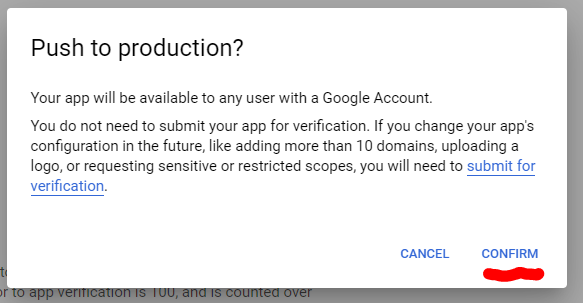 Push to production?
Your app will be available to any user with a Google Account.
You do not need to submit your app for verification. If you change your app's
configuration in the future, like adding more than 10 domains, uploading a
logo, or requesting sensitive or restricted scopes, you will need to submit for
verification.
CANCEL CONFIRM
to app verification is 100, and is counted over